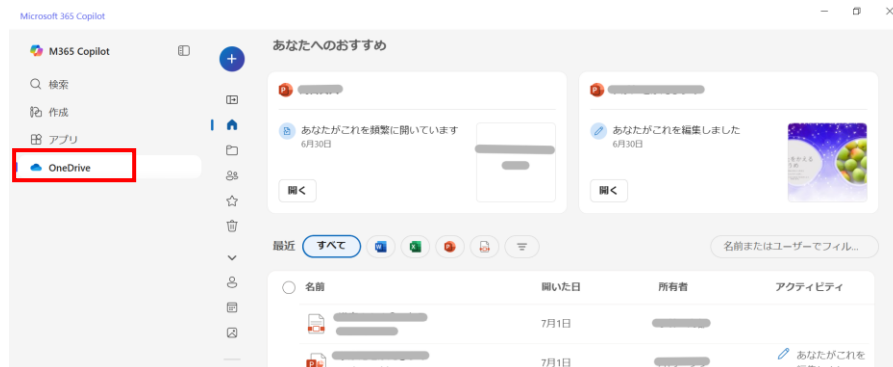 Microsoft 365 Copilot
M365 Copilot
検索
作成
アプリ
OneDrive
あなたへのおすすめ
あなたがこれを頻繁に開いています
6月30日
開く
あなたがこれを編集しました
6月30日
開く
最近
すべて
名前またはユーザーでフィル...
名前
開いた日
所有者
アクティビティ
7月1日
7月1日
あなたがこれを